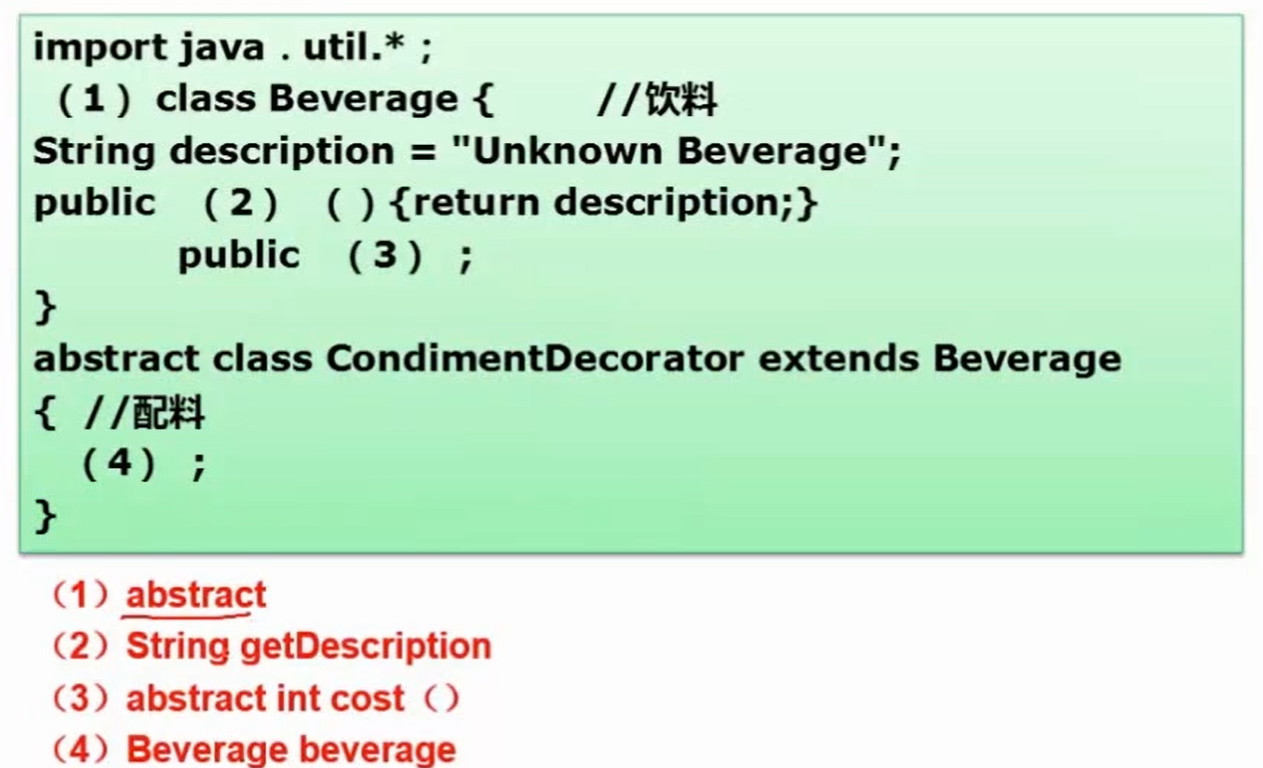 import java . util.* ;
（1）class Beverage {      //饮料
String description = "Unknown Beverage";
public （2） （ ）{return description;}
public （3） ;
}
abstract class CondimentDecorator extends Beverage
{ //配料
（4） ;
}
（1）abstract
（2）String getDescription
（3）abstract int cost（）
（4）Beverage beverage